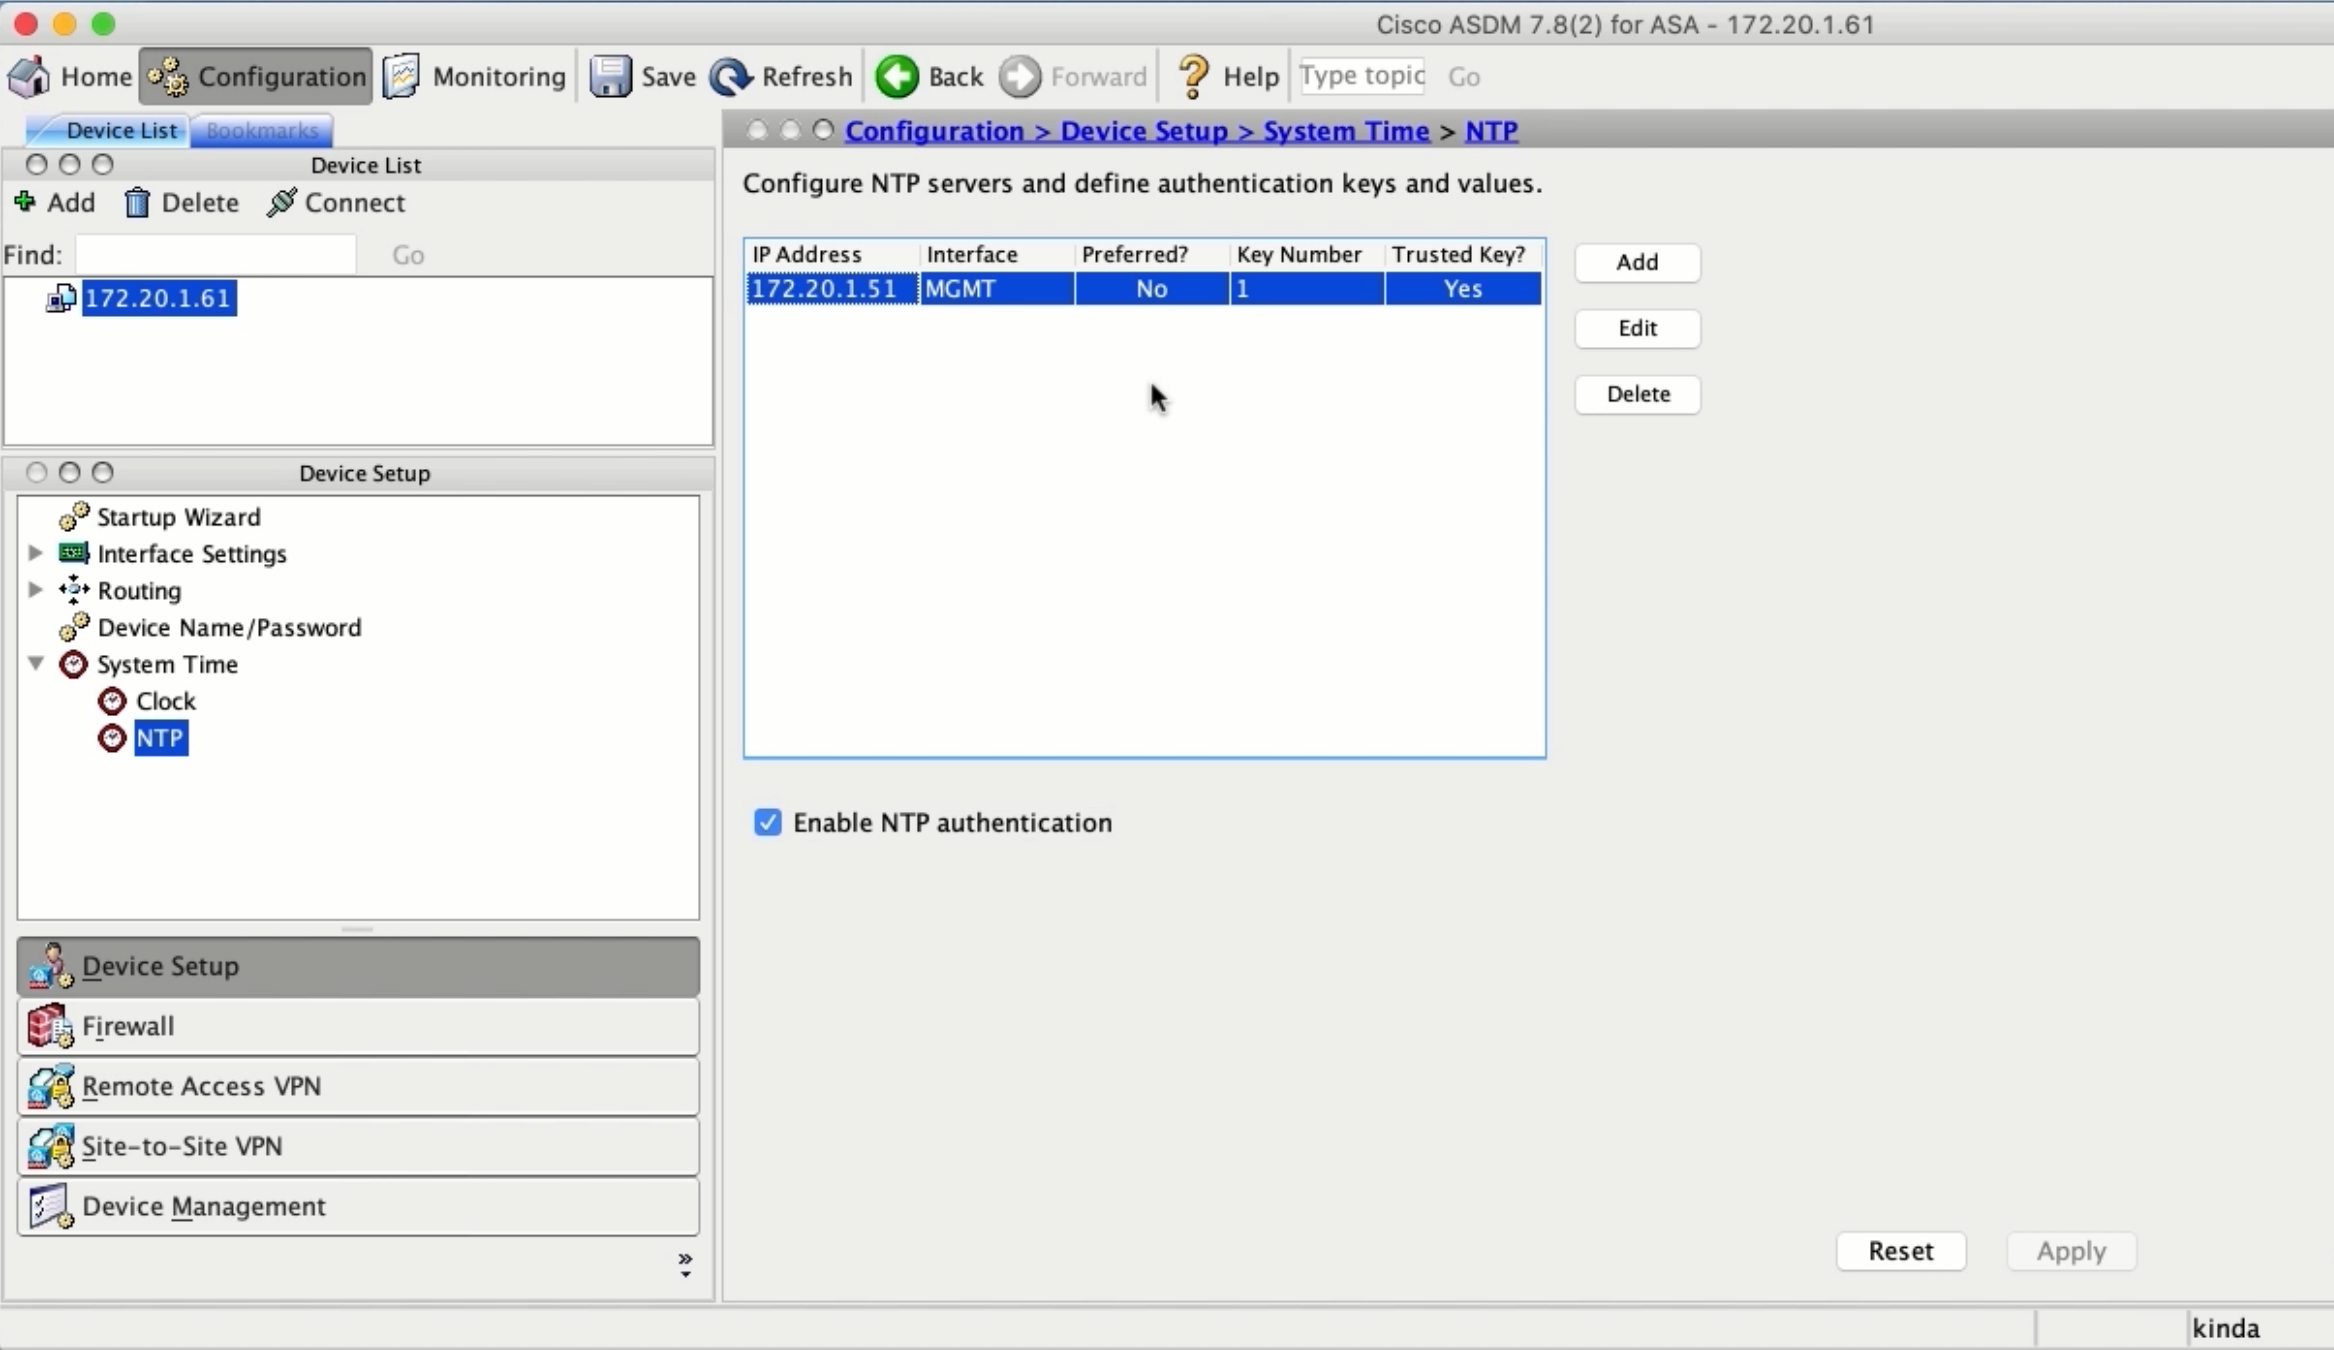 Cisco ASDM 7.8(2) for ASA - 172.20.1.61
Home Configuration Monitoring Save Refresh Back Forward Help Type topic Go
Device List Bookmarks
Configuration > Device Setup > System Time > NTP
Device List
Add Delete Connect
Find: Go
172.20.1.61
Configure NTP servers and define authentication keys and values.
IP Address Interface Preferred? Key Number Trusted Key?
172.20.1.51 MGMT No 1 Yes
Add
Edit
Delete
Device Setup
Startup Wizard
Interface Settings
Routing
Device Name/Password
System Time
Clock
NTP
Enable NTP authentication
Device Setup
Firewall
Remote Access VPN
Site-to-Site VPN
Device Management
Reset Apply
kinda